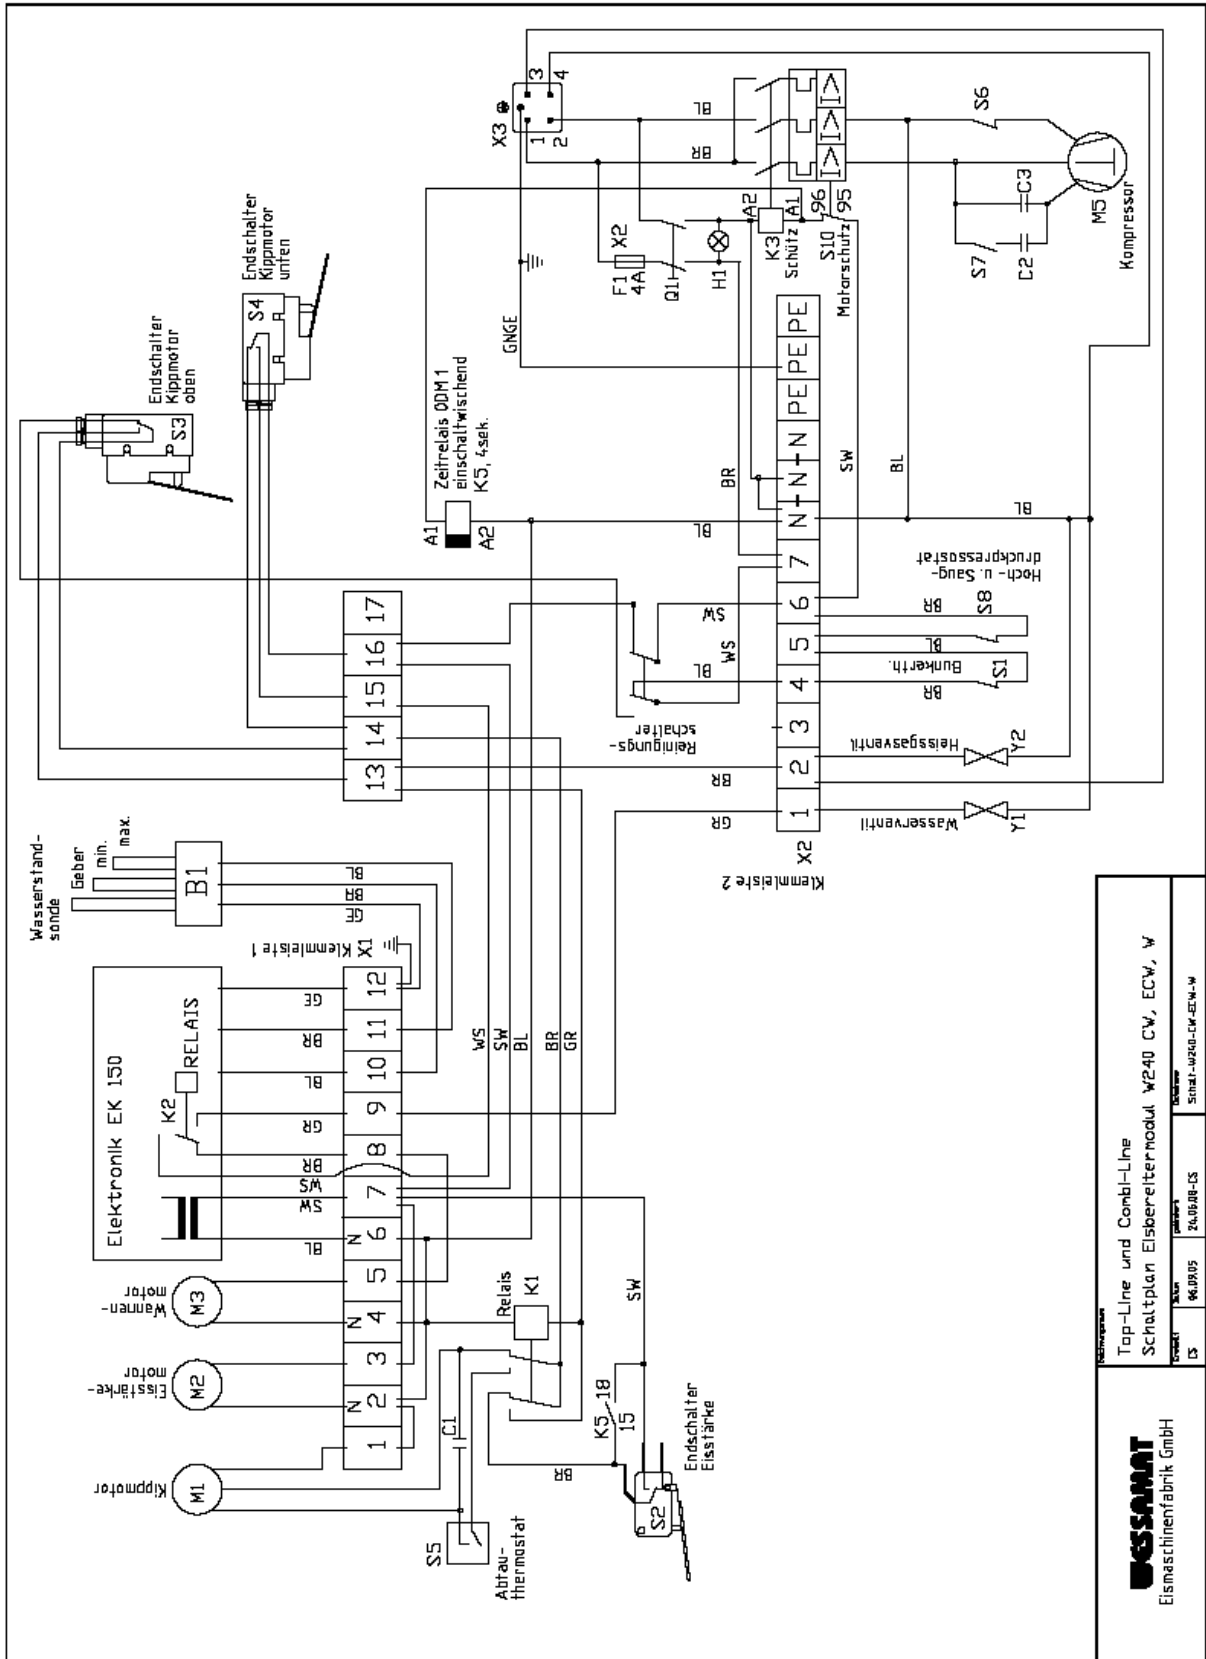 Wasserstand-
sonde
Geber
min.
max.
B1
Endschalter
Kippmotor
oben
S3
Endschalter
Kippmotor
unten
S4
X3
1
2
3
4
Elektronik EK 150
K2
RELAIS
Wannen-
motor
M3
Eisstärke-
motor
M2
Kippmotor
M1
BL
SW
WS
BR
GR
BL
BR
GE
GE
BR
BL
1
2
N
3
4
N
5
6
N
7
8
9
10
11
12
Klemmleiste 1
X1
13
14
15
16
17
WS
SW
BL
BR
GR
S5
Abtau-
thermostat
C1
Relais
K1
BR
K5
15
18
SW
S2
Endschalter
Eisstärke
Zeitrelais QDM 1
einschaltwischend
K5, 4sek.
A1
A2
GNGE
BL
BR
F1
4A
X2
Q1
H1
K3
Schütz
A2
A1
S10
Motorschutz
96
95
I>
I>
I>
S6
S7
C2
C3
M5
Kompressor
Reinigungs-
schalter
SW
BL
WS
BR
BL
SW
BL
BL
GR
BR
Klemmleiste 2
X2
1
2
3
4
5
6
7
N
N
N
PE
PE
PE
Wasserventil
Y1
Heissgasventil
Y2
BR
Bunkerth.
S1
BL
BR
S8
Hoch- u. Saug-
druckpressostat
WESSAMAT
Eismaschinenfabrik GmbH
Top-Line und Combi-Line
Schaltplan Eisbereitermodul W240 CW, ECW, W
CS
06.09.05
24.06.08-CS
Schalt-W240-CW-ECW-W